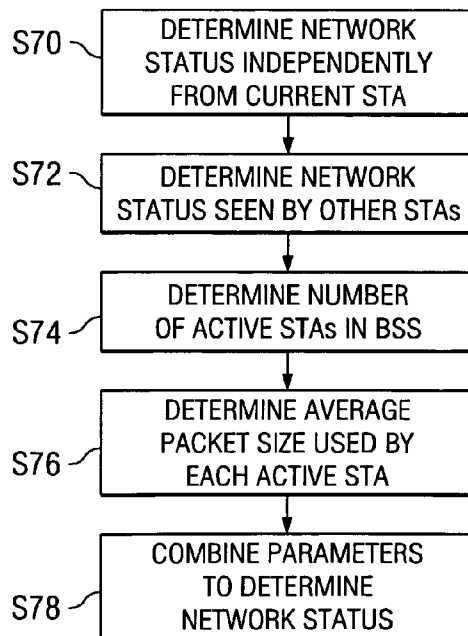 S70
DETERMINE NETWORK
STATUS INDEPENDENTLY
FROM CURRENT STA
S72
DETERMINE NETWORK
STATUS SEEN BY OTHER STAs
S74
DETERMINE NUMBER
OF ACTIVE STAs IN BSS
S76
DETERMINE AVERAGE
PACKET SIZE USED BY
EACH ACTIVE STA
S78
COMBINE PARAMETERS
TO DETERMINE
NETWORK STATUS